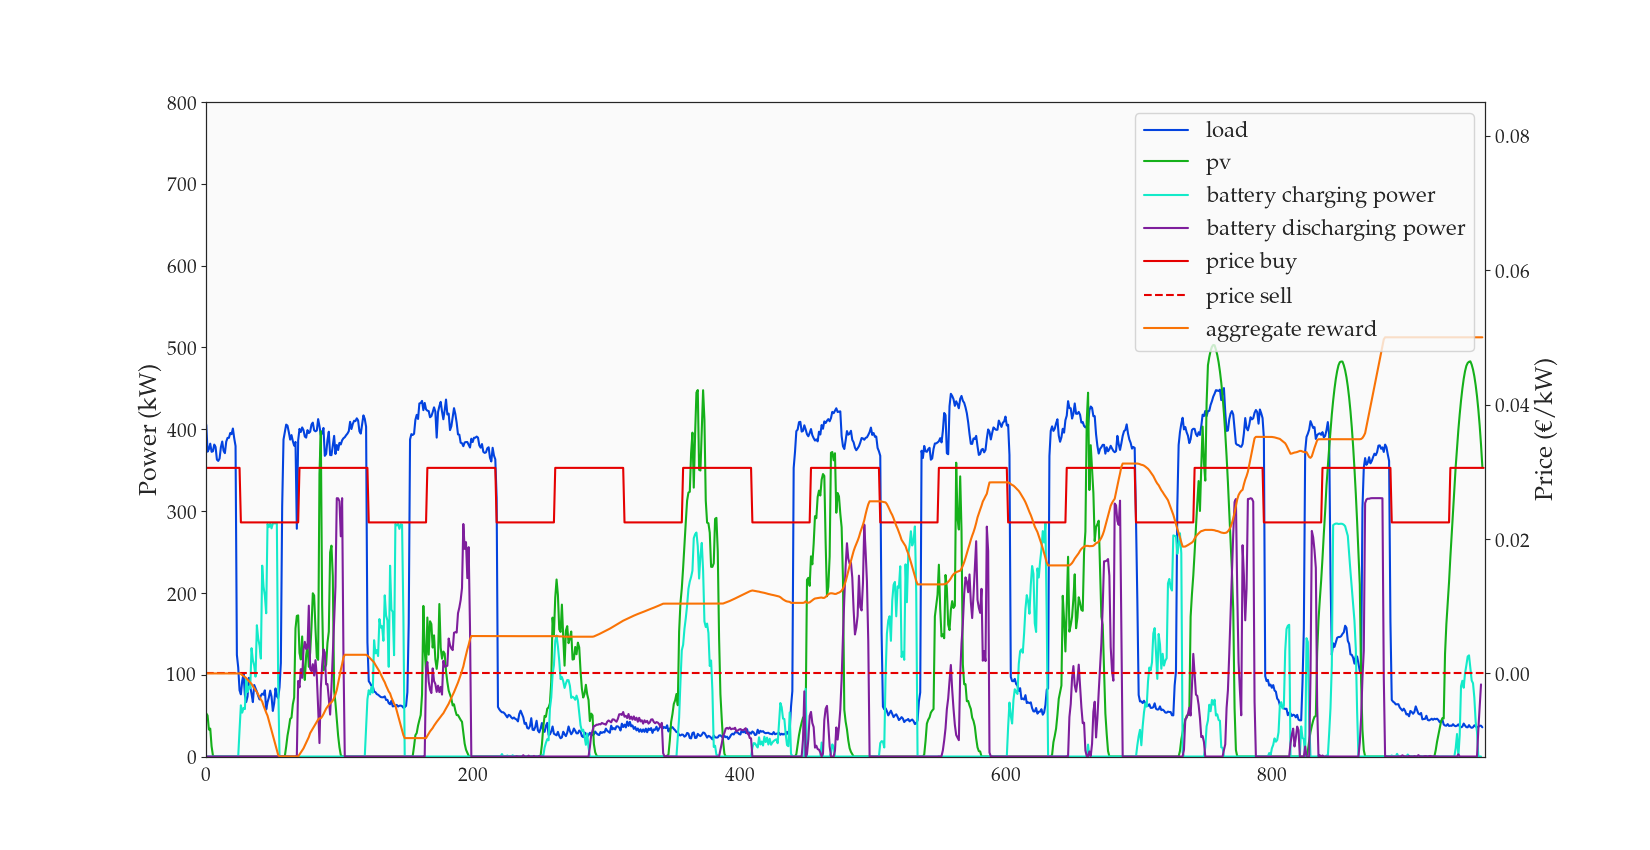 800
700
600
500
400
300
200
100
0
Power (kW)
0
200
400
600
800
load
pv
battery charging power
battery discharging power
price buy
price sell
aggregate reward
0.08
0.06
0.04
0.02
0.00
Price (€/kW)